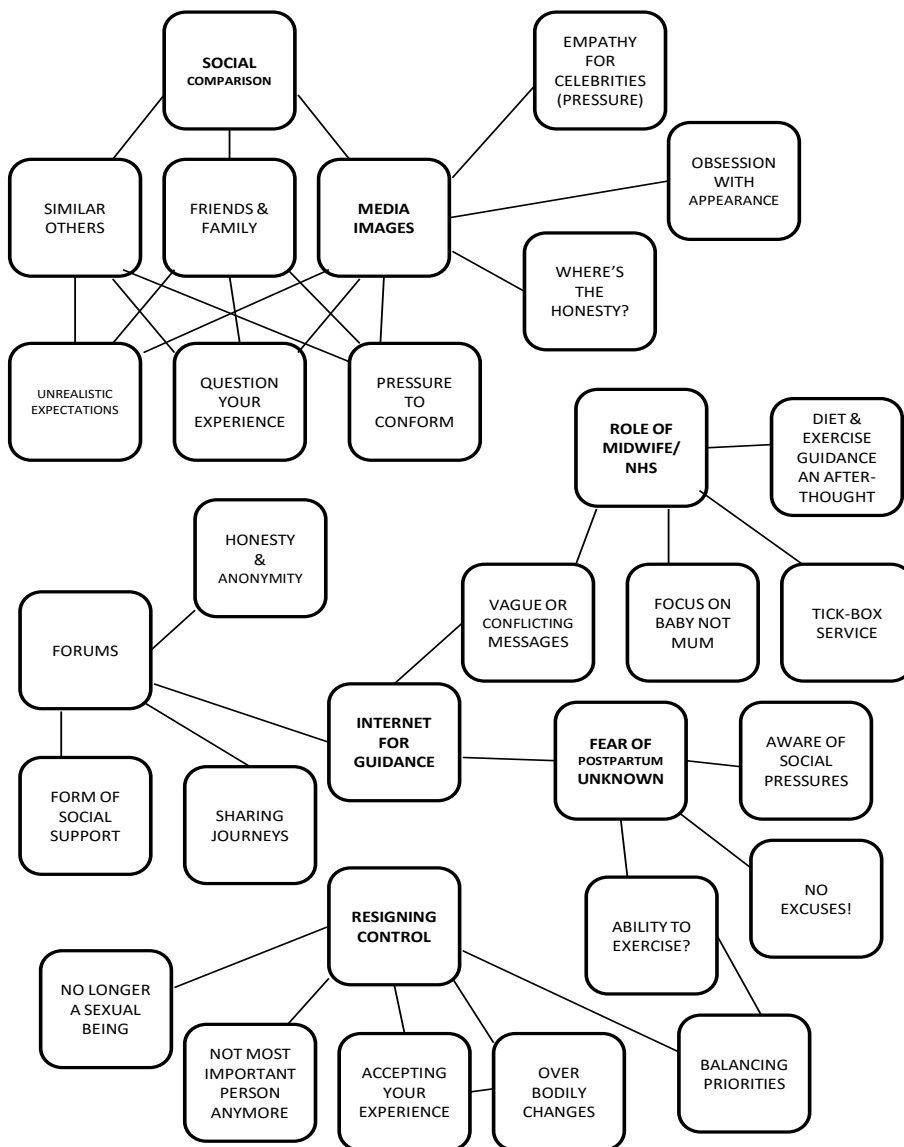 SOCIAL
COMPARISON
EMPATHY
FOR
CELEBRITIES
(PRESSURE)
OBSESSION
WITH
APPEARANCE
SIMILAR
OTHERS
FRIENDS &
FAMILY
MEDIA
IMAGES
WHERE’S
THE
HONESTY?
UNREALISTIC
EXPECTATIONS
QUESTION
YOUR
EXPERIENCE
PRESSURE
TO
CONFORM
ROLE OF
MIDWIFE/
NHS
DIET &
EXERCISE
GUIDANCE
AN AFTER-
THOUGHT
HONESTY
&
ANONYMITY
VAGUE OR
CONFLICTING
MESSAGES
FOCUS ON
BABY NOT
MUM
TICK-BOX
SERVICE
FORUMS
INTERNET
FOR
GUIDANCE
FEAR OF
POSTPARTUM
UNKNOWN
AWARE OF
SOCIAL
PRESSURES
FORM OF
SOCIAL
SUPPORT
SHARING
JOURNEYS
NO
EXCUSES!
RESIGNING
CONTROL
ABILITY TO
EXERCISE?
NO LONGER
A SEXUAL
BEING
NOT MOST
IMPORTANT
PERSON
ANYMORE
ACCEPTING
YOUR
EXPERIENCE
OVER
BODILY
CHANGES
BALANCING
PRIORITIES